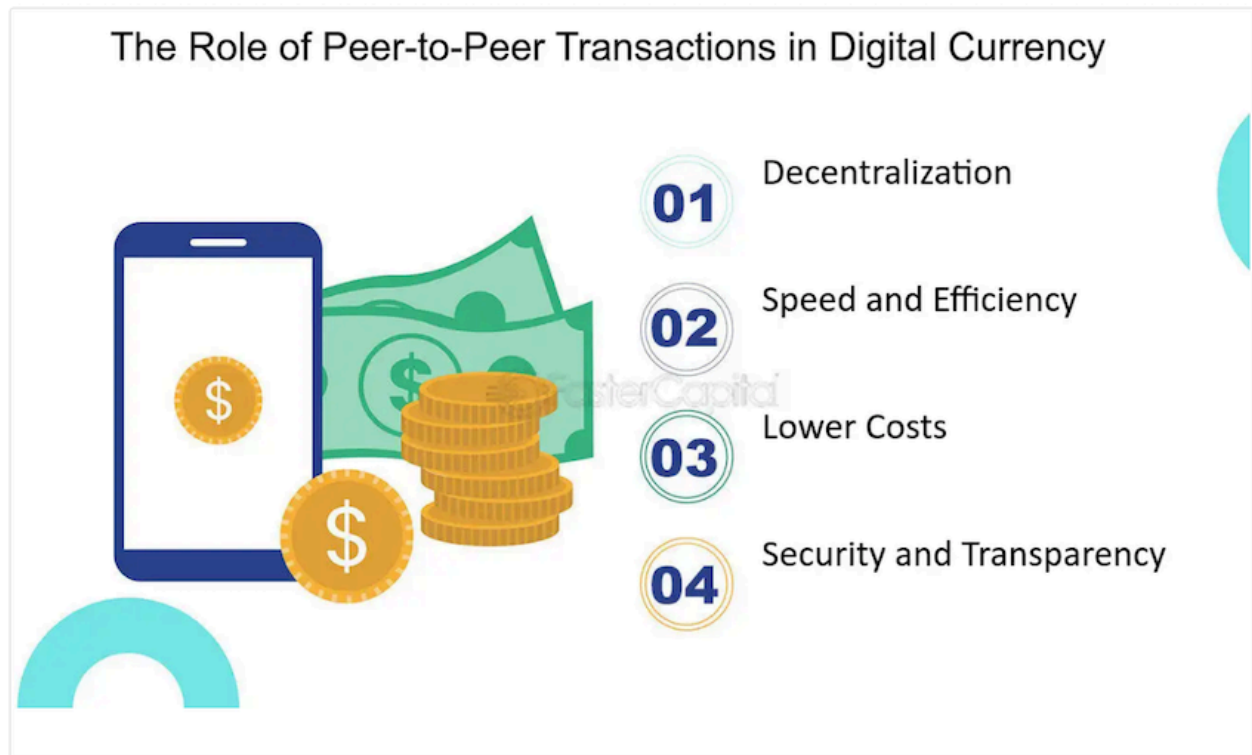 The Role of Peer-to-Peer Transactions in Digital Currency
01
Decentralization
02
Speed and Efficiency
FasterCapital
03
Lower Costs
04
Security and Transparency
$
$
$